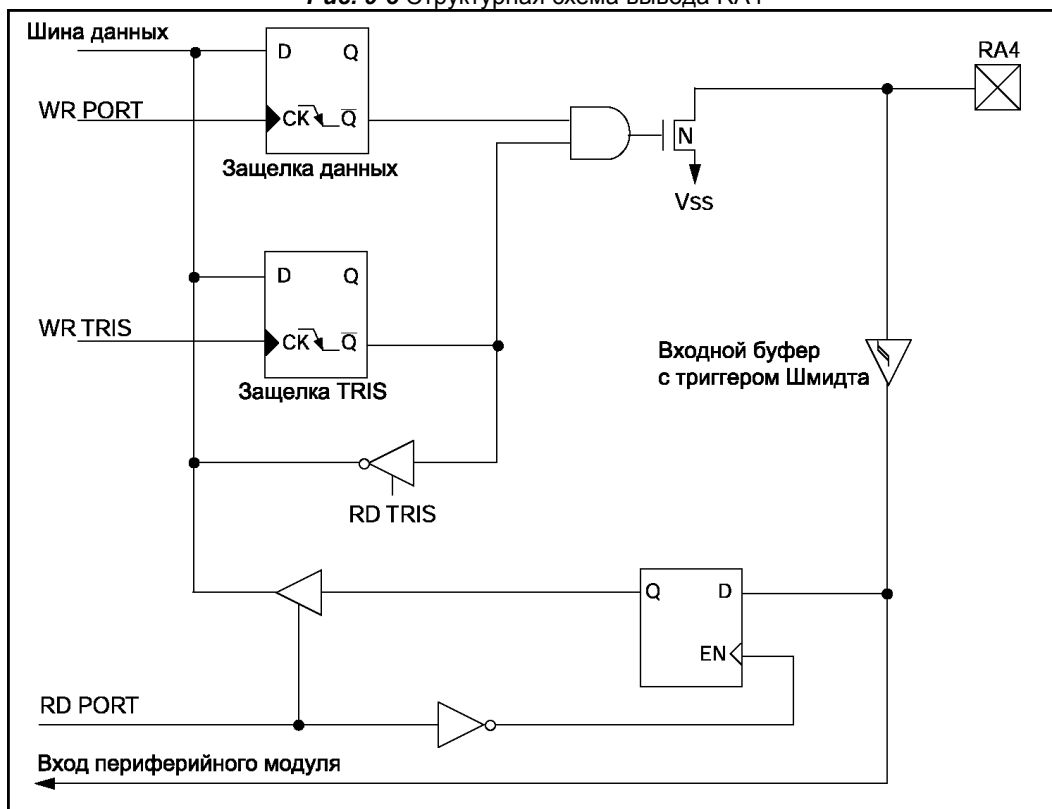 Шина данных
RA4
D Q
WR PORT
CK Q
N
Защелка данных
Vss
D Q
WR TRIS
CK Q
Входной буфер
с триггером Шмидта
Защелка TRIS
RD TRIS
Q D
EN
RD PORT
Вход периферийного модуля